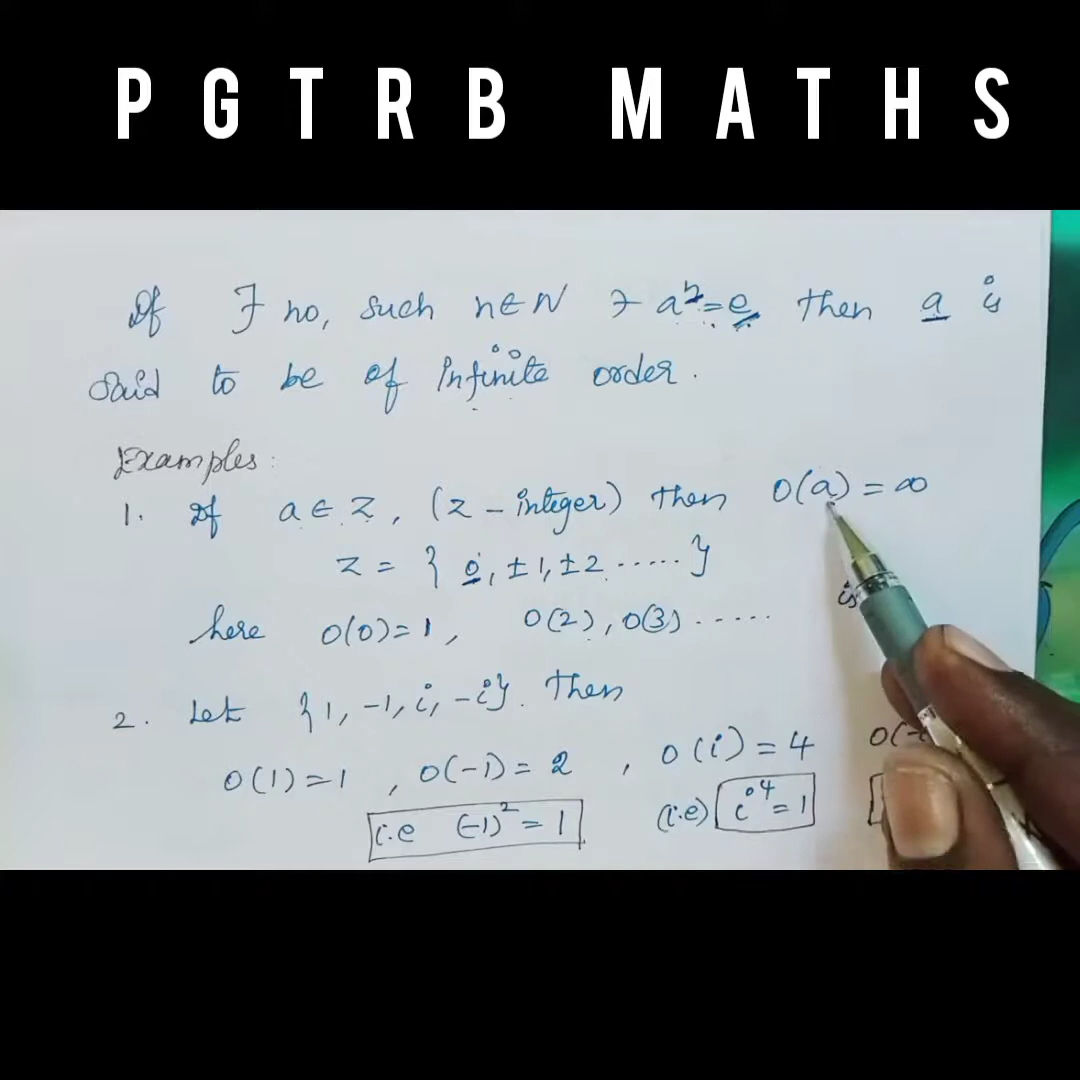 PGTRB MATHS
If ∃ no, such n∈N ∋ aⁿ=e, then a is
said to be of infinite order.
Examples:
1. If a∈Z, (Z - integer) then O(a) = ∞
Z = { 0, ±1, ±2 ..... }
here O(0)=1, O(2), O(3) ..... is
2. Let {1, -1, i, -i}. Then
O(1)=1, O(-1)=2, O(i)=4 O(-
i.e (-1)²=1 (i.e) i⁴=1